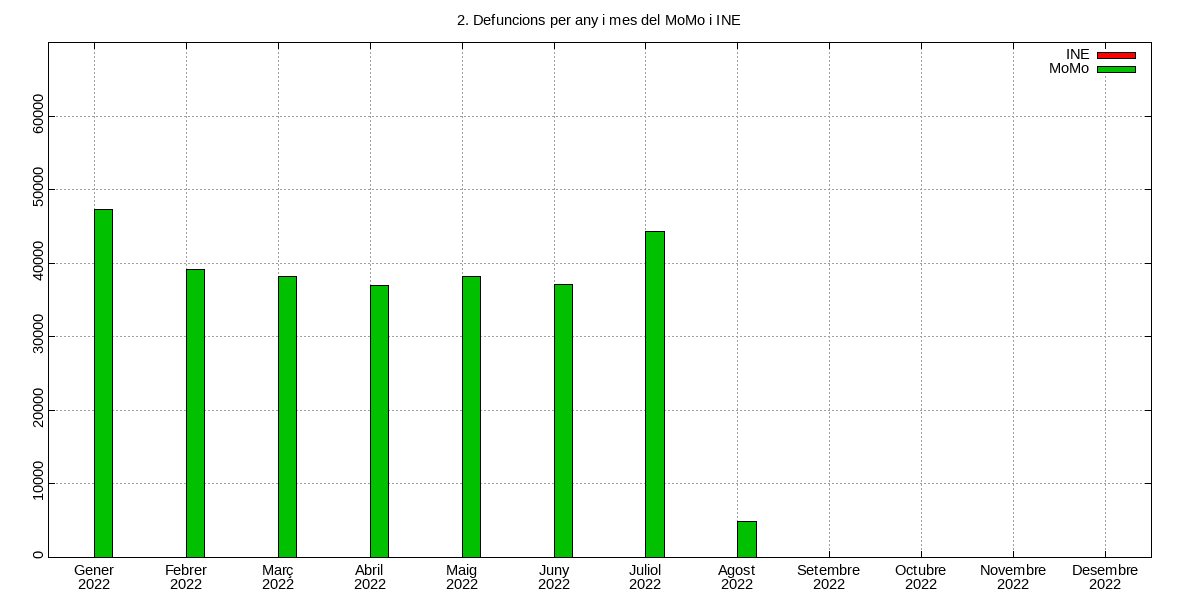 2. Defuncions per any i mes del MoMo i INE
INE
MoMo
60000
50000
40000
30000
20000
10000
0
Gener Febrer Març Abril Maig Juny Juliol Agost Setembre Octubre Novembre Desembre
2022 2022 2022 2022 2022 2022 2022 2022 2022 2022 2022 2022